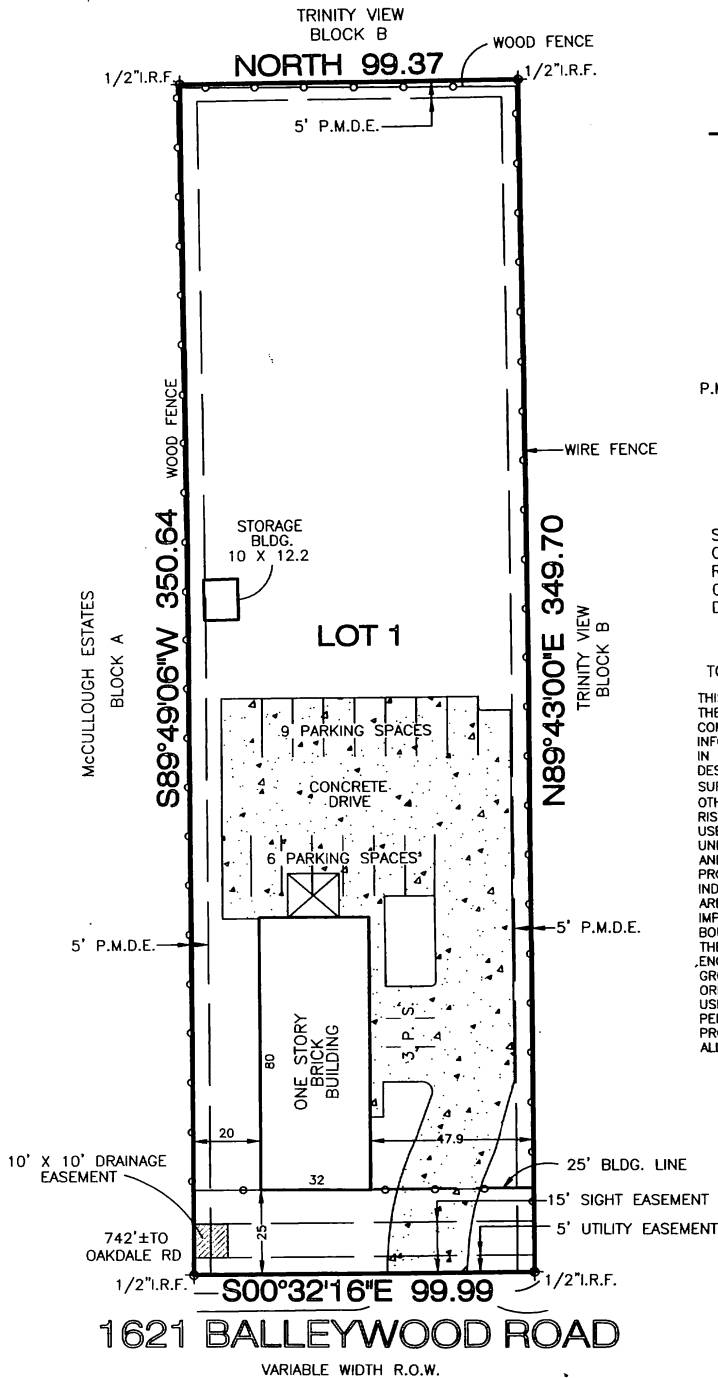 TRINITY VIEW
BLOCK B
NORTH 99.37
WOOD FENCE
1/2"I.R.F.
1/2"I.R.F.
5' P.M.D.E.
WOOD FENCE
WIRE FENCE
STORAGE
BLDG.
10 X 12.2
McCULLOUGH ESTATES
BLOCK A
S89°49'06"W 350.64
LOT 1
N89°43'00"E 349.70
TRINITY VIEW
BLOCK B
9 PARKING SPACES
CONCRETE
DRIVE
6 PARKING SPACES
5' P.M.D.E.
5' P.M.D.E.
3 P. S.
80
ONE STORY
BRICK
BUILDING
20
47.9
10' X 10' DRAINAGE
EASEMENT
32
25' BLDG. LINE
25
15' SIGHT EASEMENT
742'±TO
OAKDALE RD
5' UTILITY EASEMENT
1/2"I.R.F.
S00°32'16"E 99.99
1/2"I.R.F.
1621 BALLEYWOOD ROAD
VARIABLE WIDTH R.O.W.